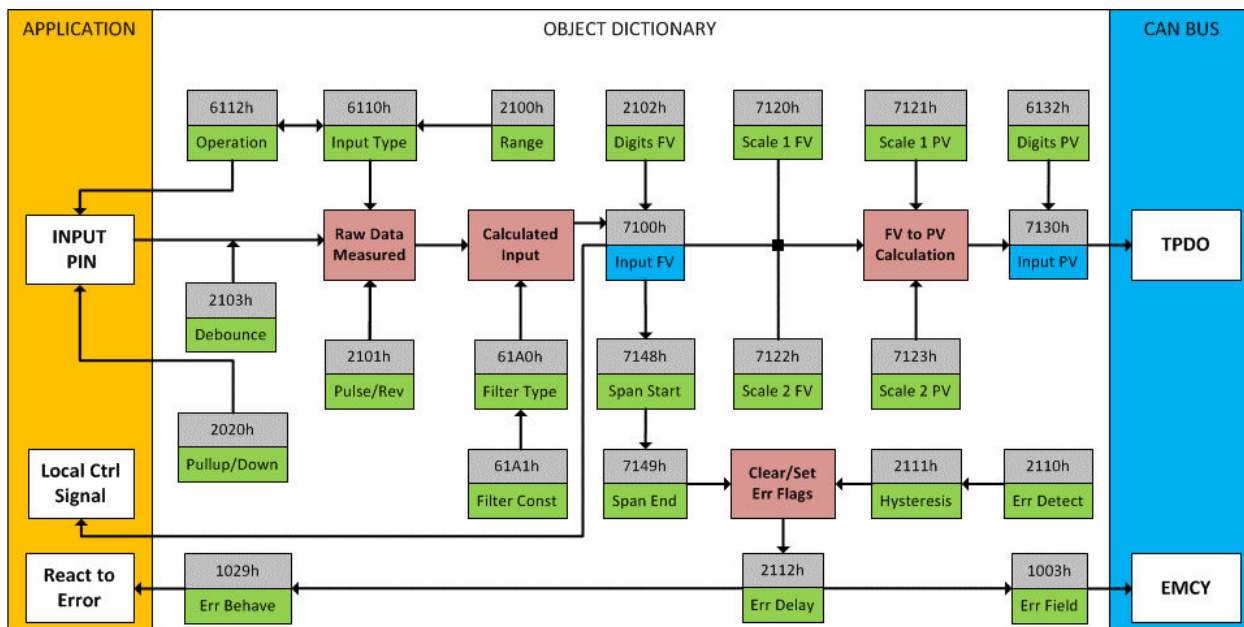 APPLICATION
OBJECT DICTIONARY
CAN BUS
6112h
Operation
6110h
Input Type
2100h
Range
2102h
Digits FV
7120h
Scale 1 FV
7121h
Scale 1 PV
6132h
Digits PV
INPUT
PIN
Raw Data
Measured
Calculated
Input
7100h
Input FV
FV to PV
Calculation
7130h
Input PV
TPDO
2103h
Debounce
2101h
Pulse/Rev
61A0h
Filter Type
7148h
Span Start
7122h
Scale 2 FV
7123h
Scale 2 PV
2020h
Pullup/Down
Local Ctrl
Signal
61A1h
Filter Const
7149h
Span End
Clear/Set
Err Flags
2111h
Hysteresis
2110h
Err Detect
React to
Error
1029h
Err Behave
2112h
Err Delay
1003h
Err Field
EMCY